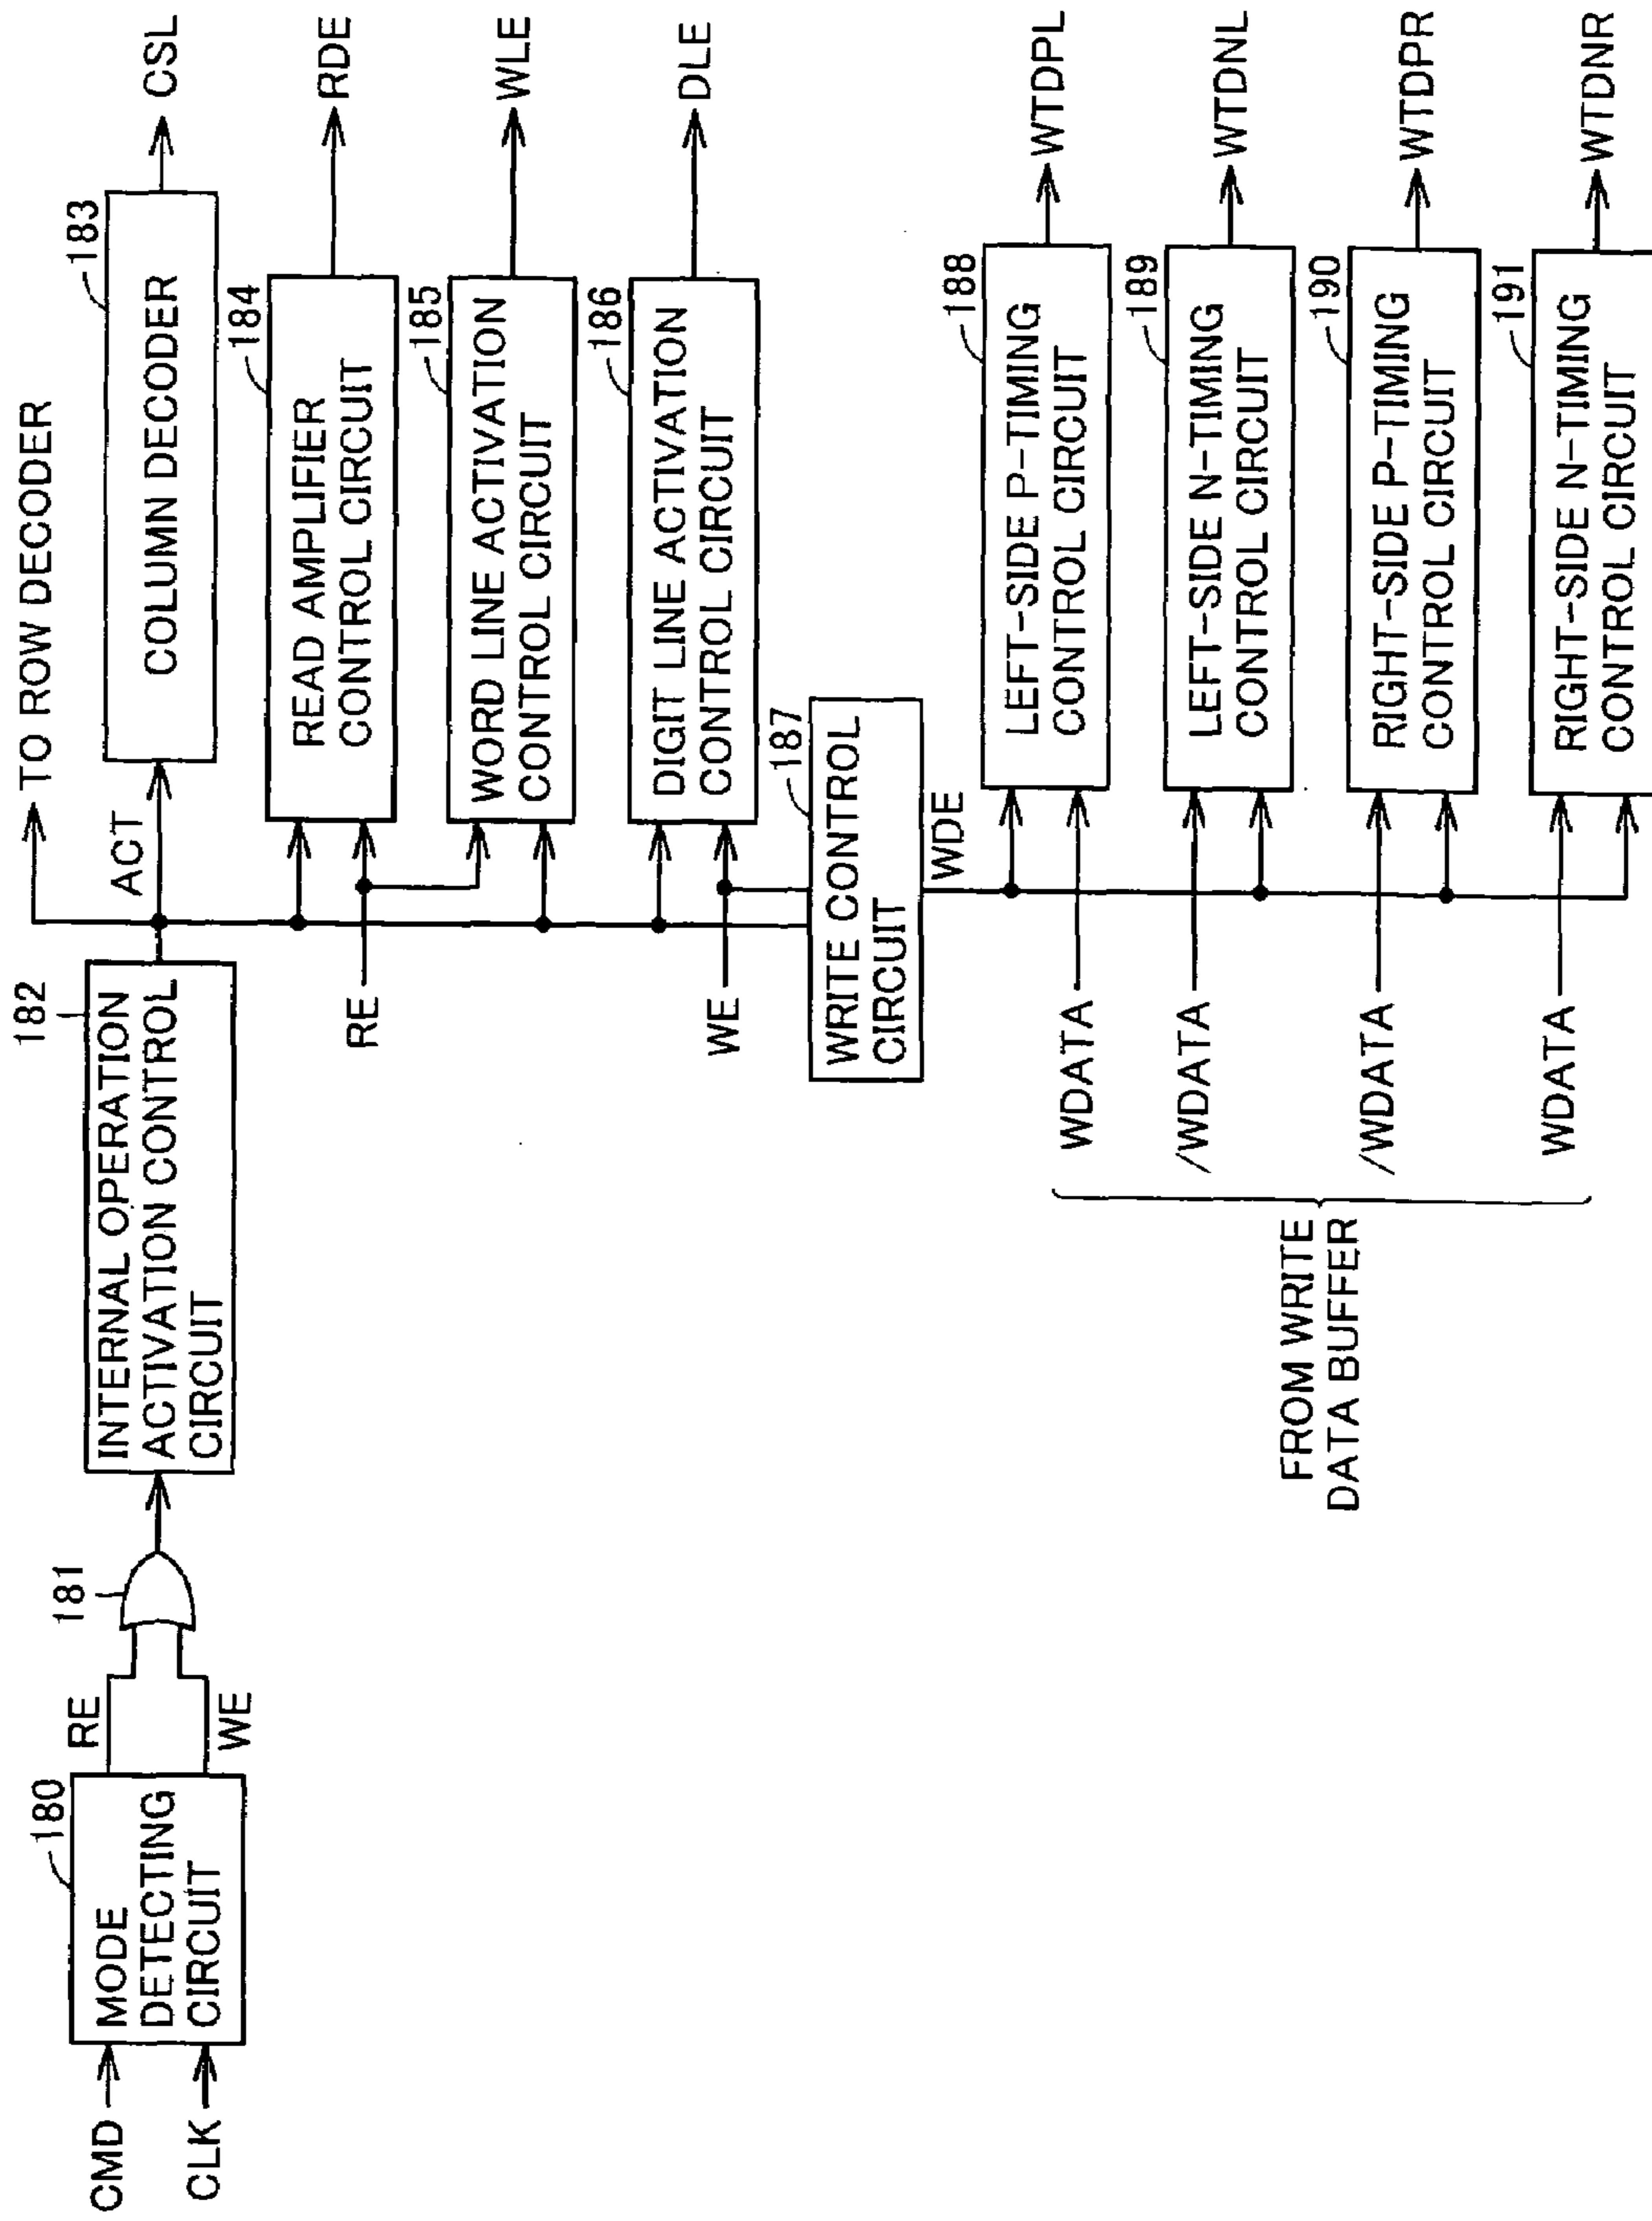 CMD
CLK
180
MODE
DETECTING
CIRCUIT
RE
WE
181
182
INTERNAL OPERATION
ACTIVATION CONTROL
CIRCUIT
TO ROW DECODER
ACT
183
COLUMN DECODER
CSL
184
READ AMPLIFIER
CONTROL CIRCUIT
RDE
RE
185
WORD LINE ACTIVATION
CONTROL CIRCUIT
WLE
186
DIGIT LINE ACTIVATION
CONTROL CIRCUIT
DLE
WE
187
WRITE CONTROL
CIRCUIT
WDE
188
LEFT-SIDE P-TIMING
CONTROL CIRCUIT
WTDPL
WDATA
189
LEFT-SIDE N-TIMING
CONTROL CIRCUIT
WTDNL
/WDATA
190
RIGHT-SIDE P-TIMING
CONTROL CIRCUIT
WTDPR
/WDATA
191
RIGHT-SIDE N-TIMING
CONTROL CIRCUIT
WTDNR
WDATA
FROM WRITE
DATA BUFFER